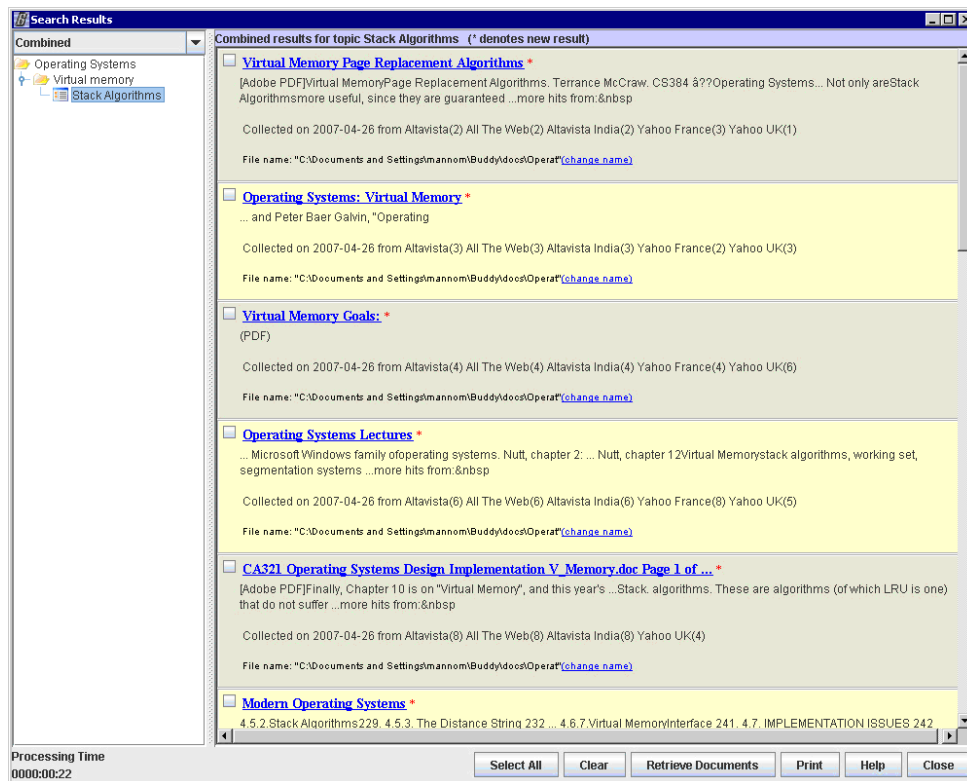 Search Results
Combined
Operating Systems
Virtual memory
Stack Algorithms
Combined results for topic Stack Algorithms (* denotes new result)
Virtual Memory Page Replacement Algorithms *
[Adobe PDF]Virtual MemoryPage Replacement Algorithms. Terrance McCraw. CS384 â??Operating Systems... Not only areStack
Algorithmsmore useful, since they are guaranteed ...more hits from:&nbsp
Collected on 2007-04-26 from Altavista(2) All The Web(2) Altavista India(2) Yahoo France(3) Yahoo UK(1)
File name: "C:\Documents and Settings\mannom\Buddy\docs\Operat"(change name)
Operating Systems: Virtual Memory *
... and Peter Baer Galvin, "Operating
Collected on 2007-04-26 from Altavista(3) All The Web(3) Altavista India(3) Yahoo France(2) Yahoo UK(3)
File name: "C:\Documents and Settings\mannom\Buddy\docs\Operat"(change name)
Virtual Memory Goals: *
(PDF)
Collected on 2007-04-26 from Altavista(4) All The Web(4) Altavista India(4) Yahoo France(4) Yahoo UK(6)
File name: "C:\Documents and Settings\mannom\Buddy\docs\Operat"(change name)
Operating Systems Lectures *
... Microsoft Windows family ofoperating systems. Nutt, chapter 2: ... Nutt, chapter 12Virtual Memorystack algorithms, working set,
segmentation systems ...more hits from:&nbsp
Collected on 2007-04-26 from Altavista(6) All The Web(6) Altavista India(6) Yahoo France(8) Yahoo UK(5)
File name: "C:\Documents and Settings\mannom\Buddy\docs\Operat"(change name)
CA321 Operating Systems Design Implementation V_Memory.doc Page 1 of ... *
[Adobe PDF]Finally, Chapter 10 is on "Virtual Memory", and this year's ...Stack. algorithms. These are algorithms (of which LRU is one)
that do not suffer ...more hits from:&nbsp
Collected on 2007-04-26 from Altavista(8) All The Web(8) Altavista India(8) Yahoo UK(4)
File name: "C:\Documents and Settings\mannom\Buddy\docs\Operat"(change name)
Modern Operating Systems *
4.5.2.Stack Algorithms229. 4.5.3. The Distance String 232 ... 4.6.7.Virtual MemoryInterface 241. 4.7. IMPLEMENTATION ISSUES 242
Processing Time
0000:00:22
Select All
Clear
Retrieve Documents
Print
Help
Close